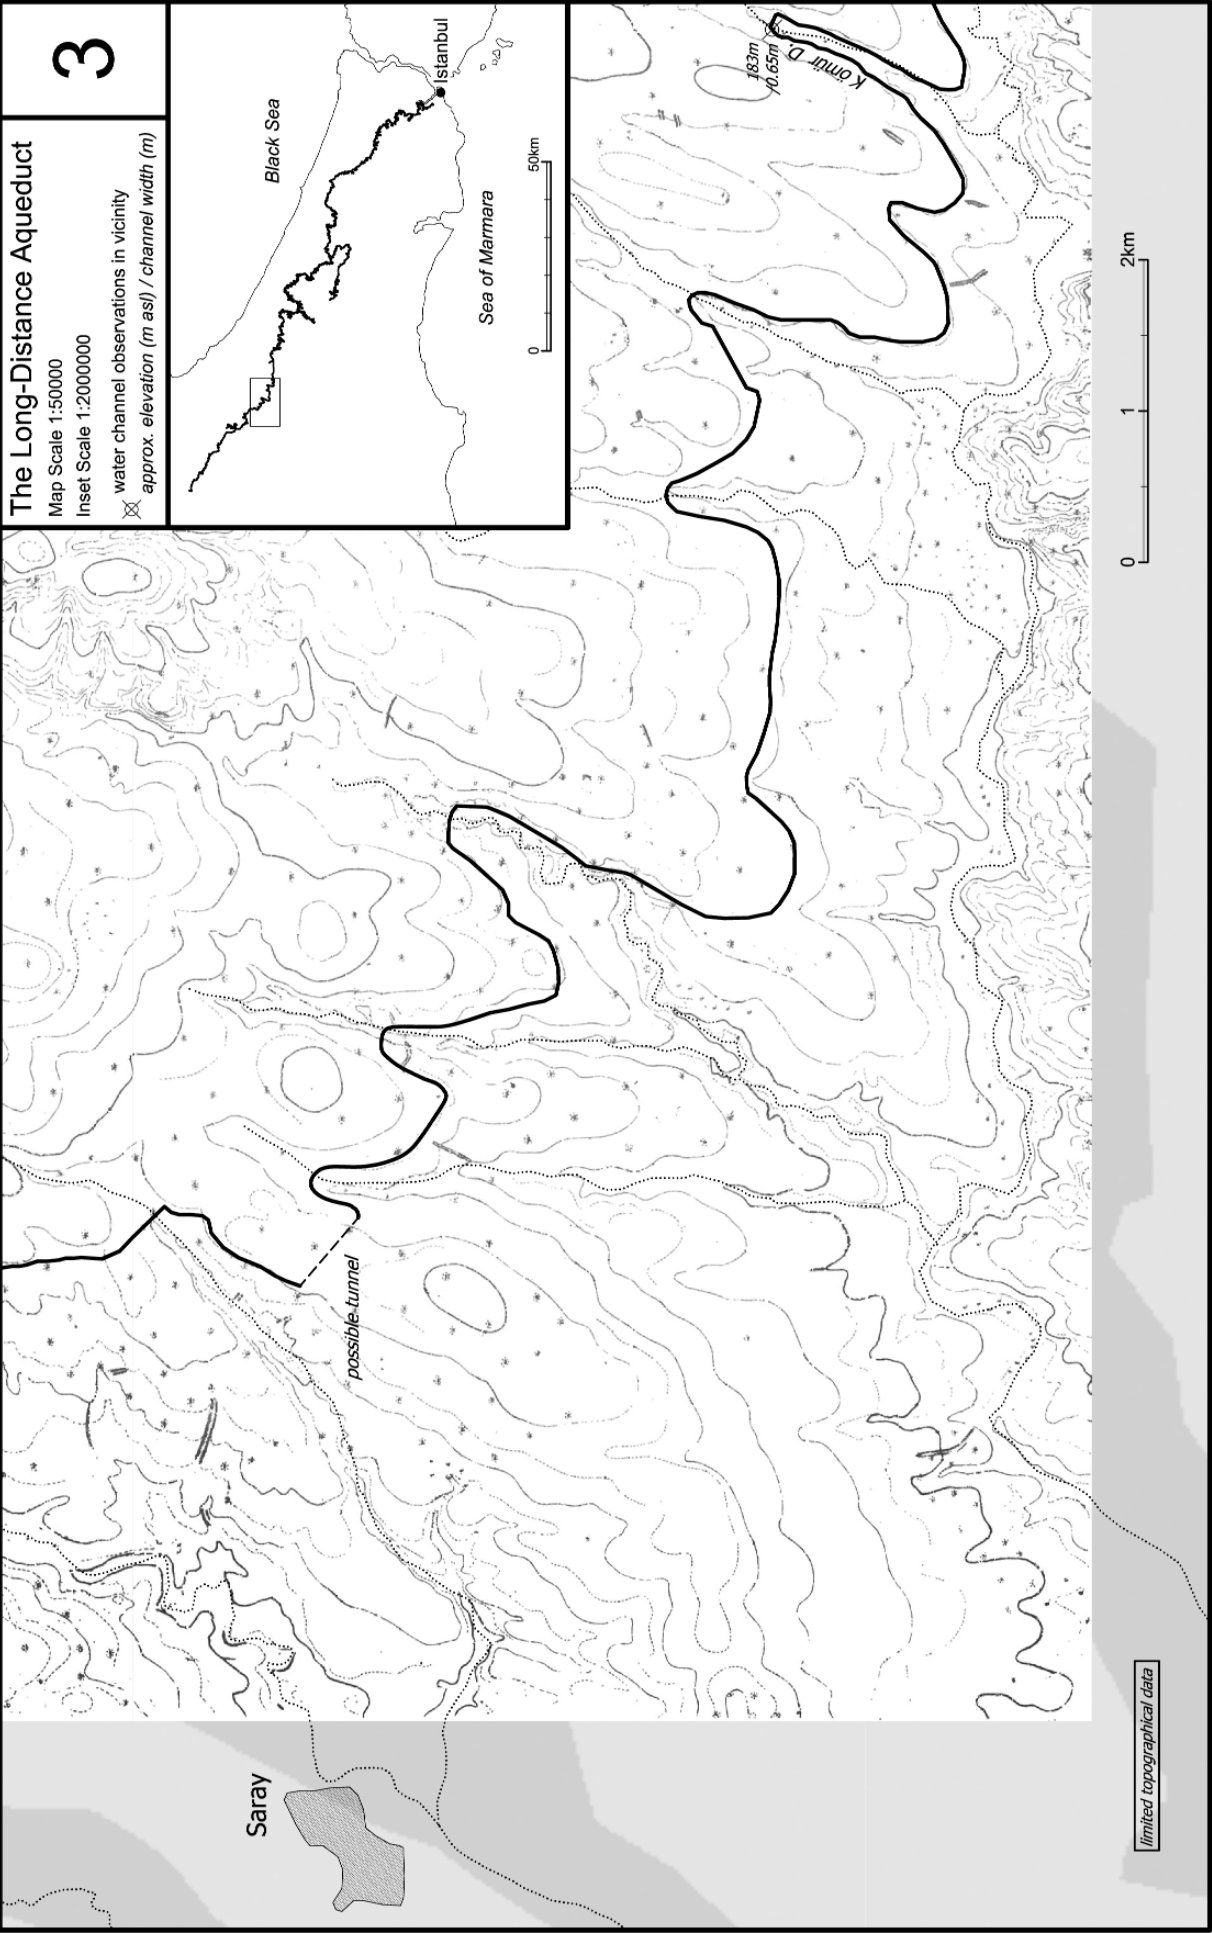 The Long-Distance Aqueduct
3
Map Scale 1:50000
Inset Scale 1:2000000
water channel observations in vicinity
approx. elevation (m asl) / channel width (m)
Black Sea
Istanbul
Sea of Marmara
0 50km
183m
/0.65m
Kömür D.
possible tunnel
Saray
0 1 2km
limited topographical data